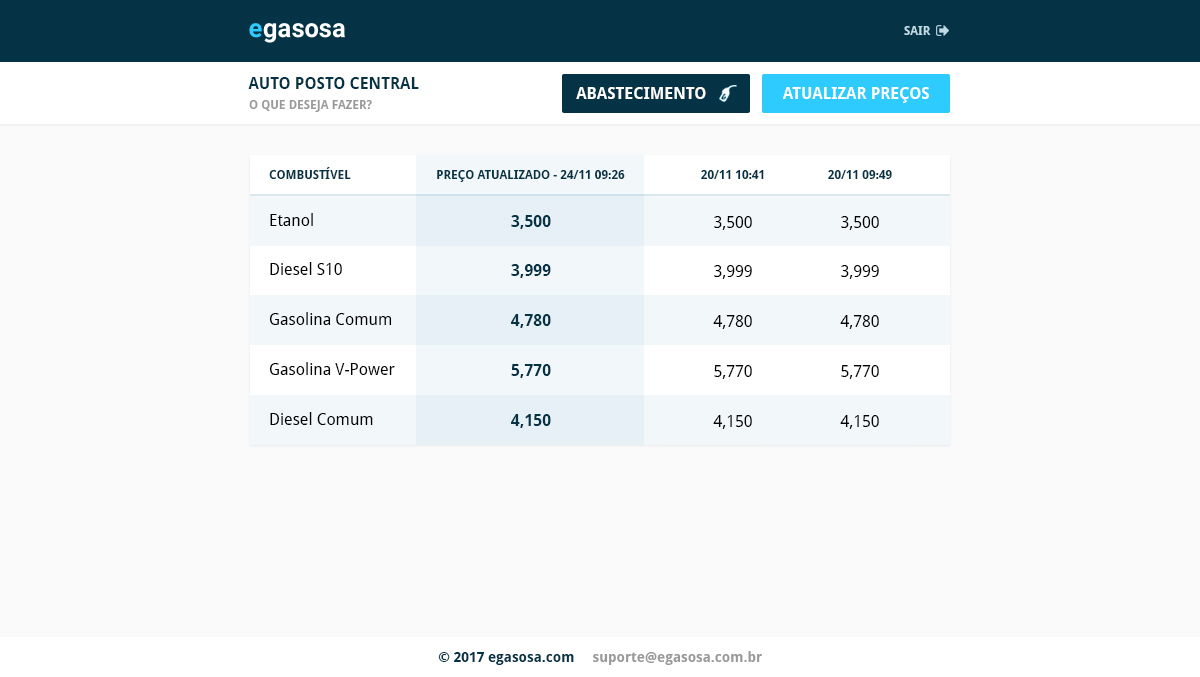 egasosa SAIR
AUTO POSTO CENTRAL
O QUE DESEJA FAZER?
ABASTECIMENTO ATUALIZAR PREÇOS
COMBUSTÍVEL PREÇO ATUALIZADO - 24/11 09:26 20/11 10:41 20/11 09:49
Etanol 3,500 3,500 3,500
Diesel S10 3,999 3,999 3,999
Gasolina Comum 4,780 4,780 4,780
Gasolina V-Power 5,770 5,770 5,770
Diesel Comum 4,150 4,150 4,150
© 2017 egasosa.com suporte@egasosa.com.br